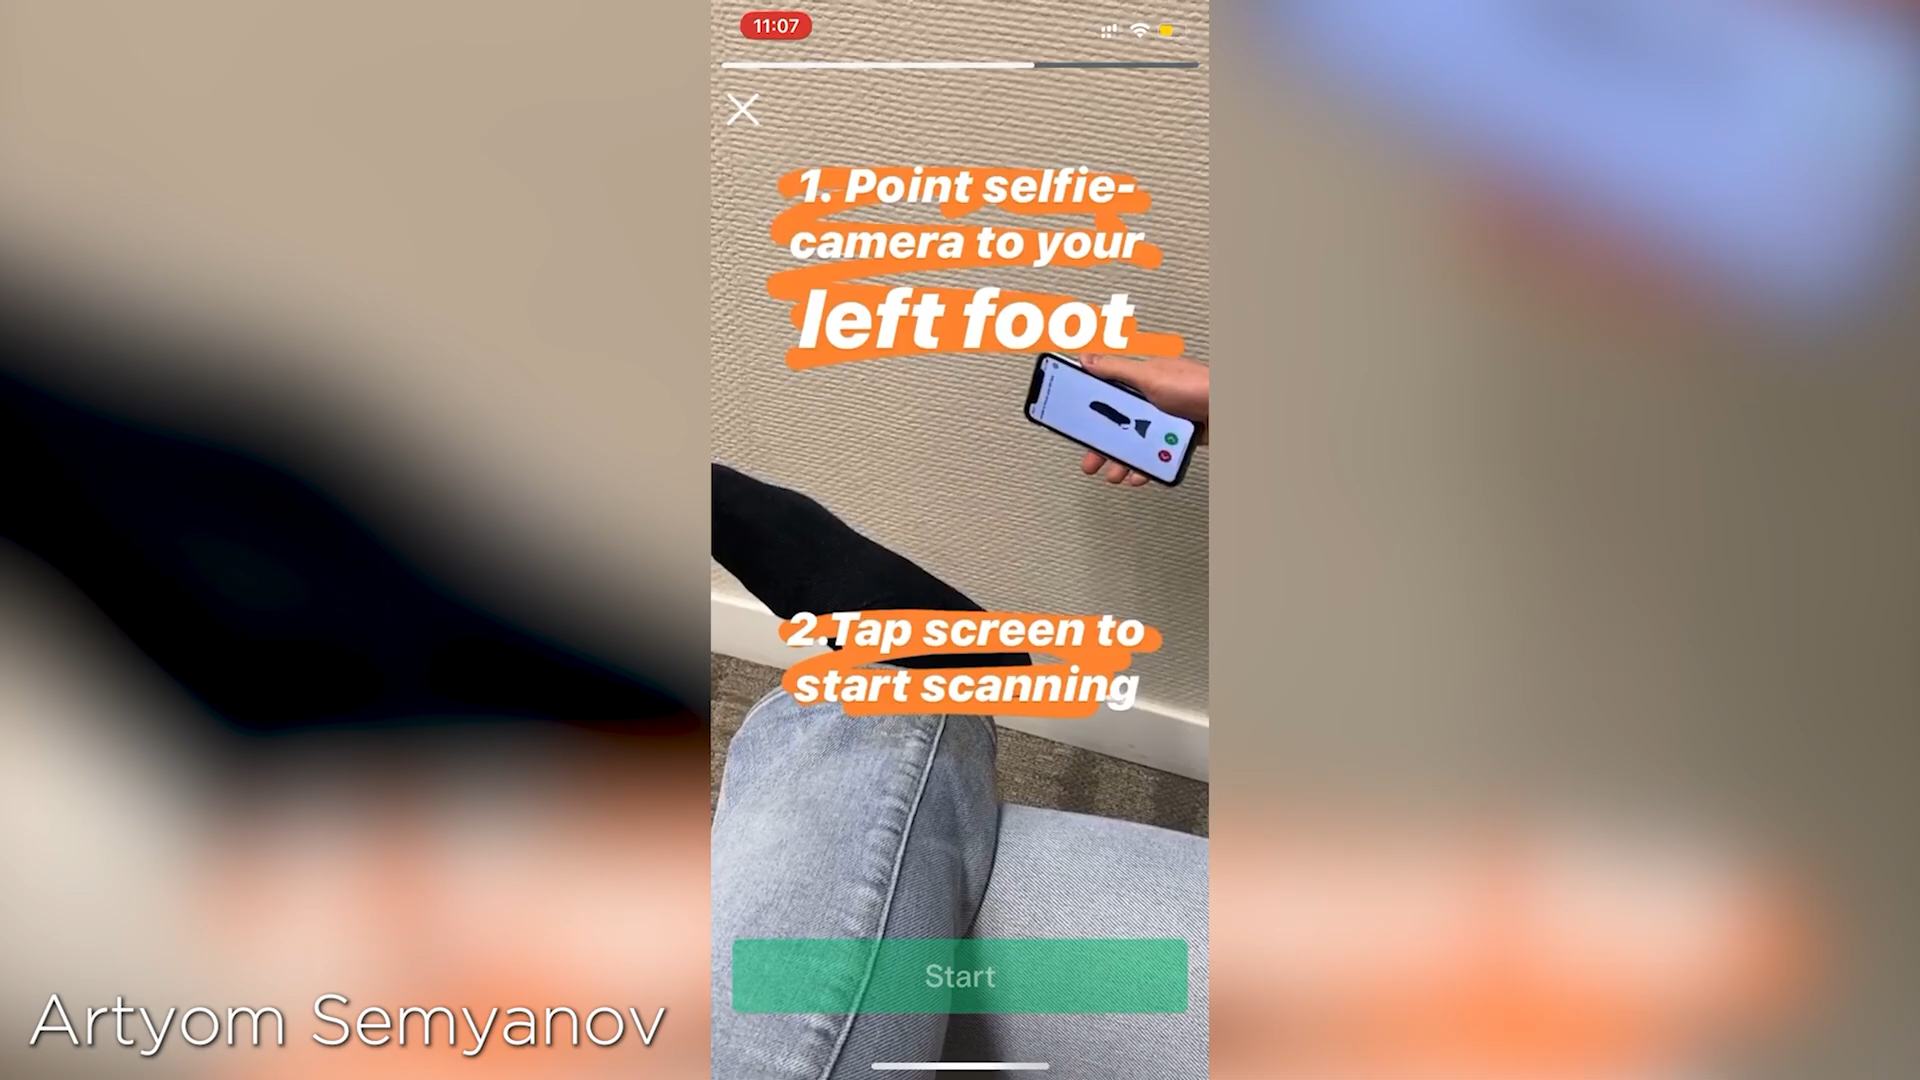 11:07
1. Point selfie-
camera to your
left foot
2.Tap screen to
start scanning
Start
Artyom Semyanov